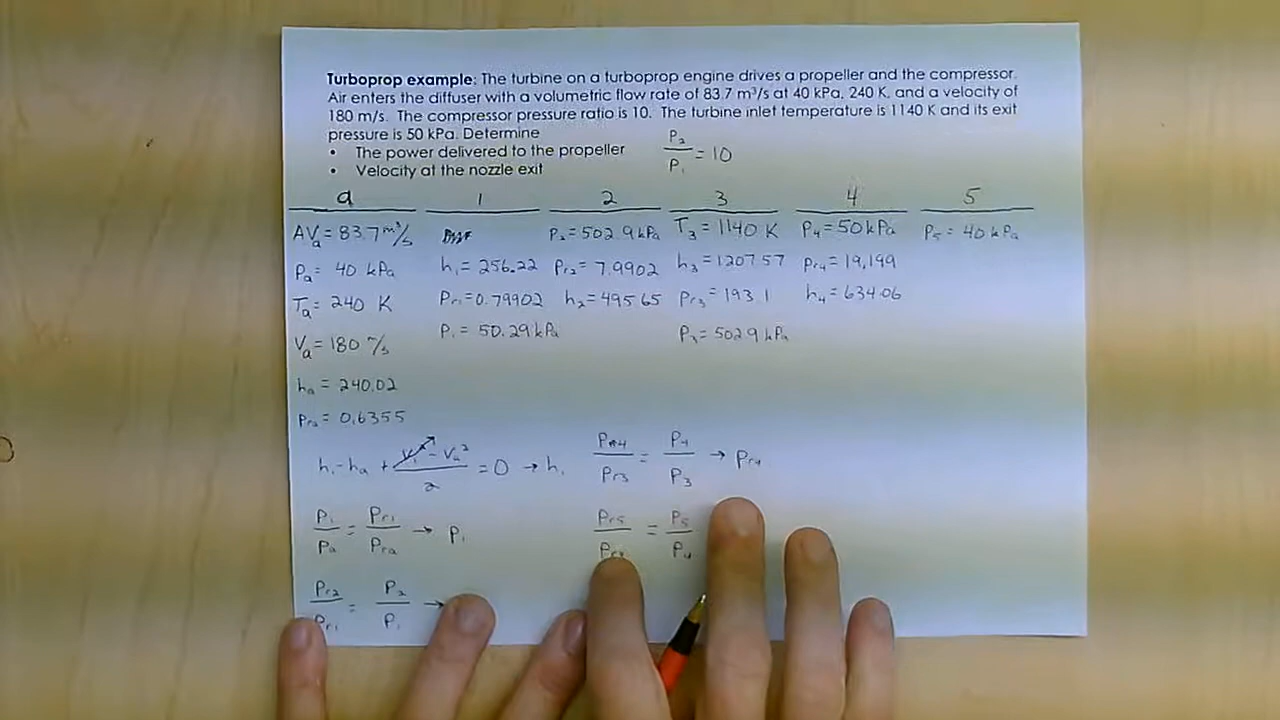 Turboprop example: The turbine on a turboprop engine drives a propeller and the compressor.
Air enters the diffuser with a volumetric flow rate of 83.7 m³/s at 40 kPa, 240 K, and a velocity of
180 m/s. The compressor pressure ratio is 10. The turbine inlet temperature is 1140 K and its exit
pressure is 50 kPa. Determine
• The power delivered to the propeller
• Velocity at the nozzle exit
P₂/P₁ = 10
a 1 2 3 4 5
AVₐ = 83.7 m³/s P₂ = 502.9 kPa T₃ = 1140 K P₄ = 50 kPa P₅ = 40 kPa
Pₐ = 40 kPa h₁ = 256.22 Pr₂ = 7.9902 h₃ = 1207.57 Pr₄ = 19.199
Tₐ = 240 K Pr₁ = 0.79902 h₂ = 495.65 Pr₃ = 193.1 h₄ = 634.06
Vₐ = 180 m/s P₁ = 50.29 kPa P₃ = 502.9 kPa
hₐ = 240.02
Prₐ = 0.6355
h₁ - hₐ + (V₁² - Vₐ²)/2 = 0 → h₁ Pr₄/Pr₃ = P₄/P₃ → Pr₄
P₁/Pₐ = Pr₁/Prₐ → P₁ Pr₅/Pr₄ = P₅/P₄
Pr₂/Pr₁ = P₂/P₁ →